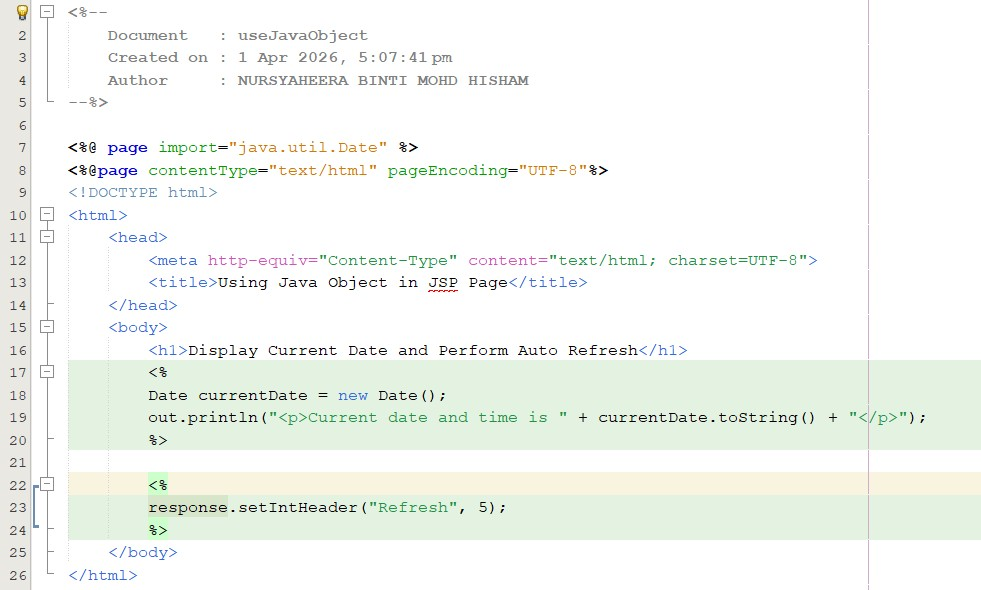 <%--
2     Document   : useJavaObject
3     Created on : 1 Apr 2026, 5:07:41 pm
4     Author     : NURSYAHEERA BINTI MOHD HISHAM
5 --%>
6
7 <%@ page import="java.util.Date" %>
8 <%@page contentType="text/html" pageEncoding="UTF-8"%>
9 <!DOCTYPE html>
10 <html>
11     <head>
12         <meta http-equiv="Content-Type" content="text/html; charset=UTF-8">
13         <title>Using Java Object in JSP Page</title>
14     </head>
15     <body>
16         <h1>Display Current Date and Perform Auto Refresh</h1>
17         <%
18         Date currentDate = new Date();
19         out.println("<p>Current date and time is " + currentDate.toString() + "</p>");
20         %>
21
22         <%
23         response.setIntHeader("Refresh", 5);
24         %>
25     </body>
26 </html>